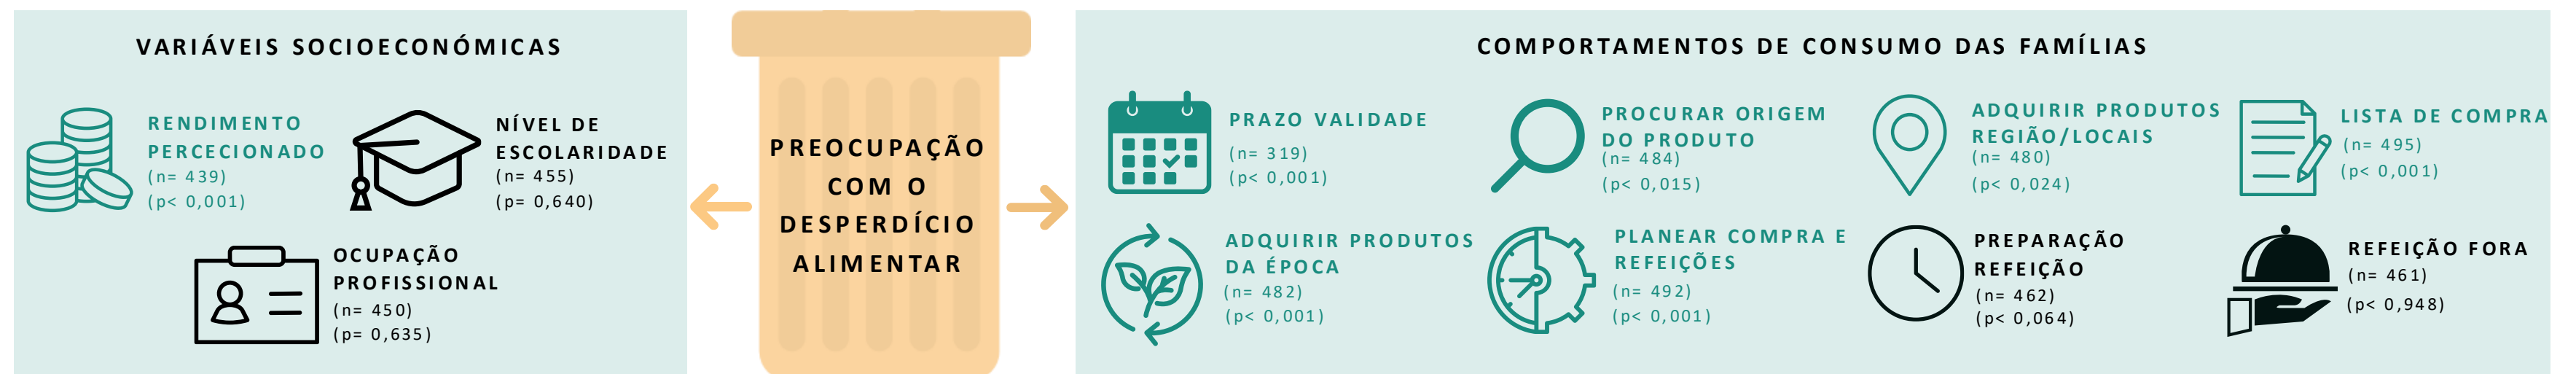 VARIÁVEIS SOCIOECONÓMICAS
RENDIMENTO
PERCECIONADO
(n= 439)
(p< 0,001)
NÍVEL DE
ESCOLARIDADE
(n= 455)
(p= 0,640)
OCUPAÇÃO
PROFISSIONAL
(n= 450)
(p= 0,635)
PREOCUPAÇÃO
COM O
DESPERDÍCIO
ALIMENTAR
COMPORTAMENTOS DE CONSUMO DAS FAMÍLIAS
PRAZO VALIDADE
(n= 319)
(p< 0,001)
PROCURAR ORIGEM
DO PRODUTO
(n= 484)
(p< 0,015)
ADQUIRIR PRODUTOS
REGIÃO/LOCAIS
(n= 480)
(p< 0,024)
LISTA DE COMPRA
(n= 495)
(p< 0,001)
ADQUIRIR PRODUTOS
DA ÉPOCA
(n= 482)
(p< 0,001)
PLANEAR COMPRA E
REFEIÇÕES
(n= 492)
(p< 0,001)
PREPARAÇÃO
REFEIÇÃO
(n= 462)
(p< 0,064)
REFEIÇÃO FORA
(n= 461)
(p< 0,948)